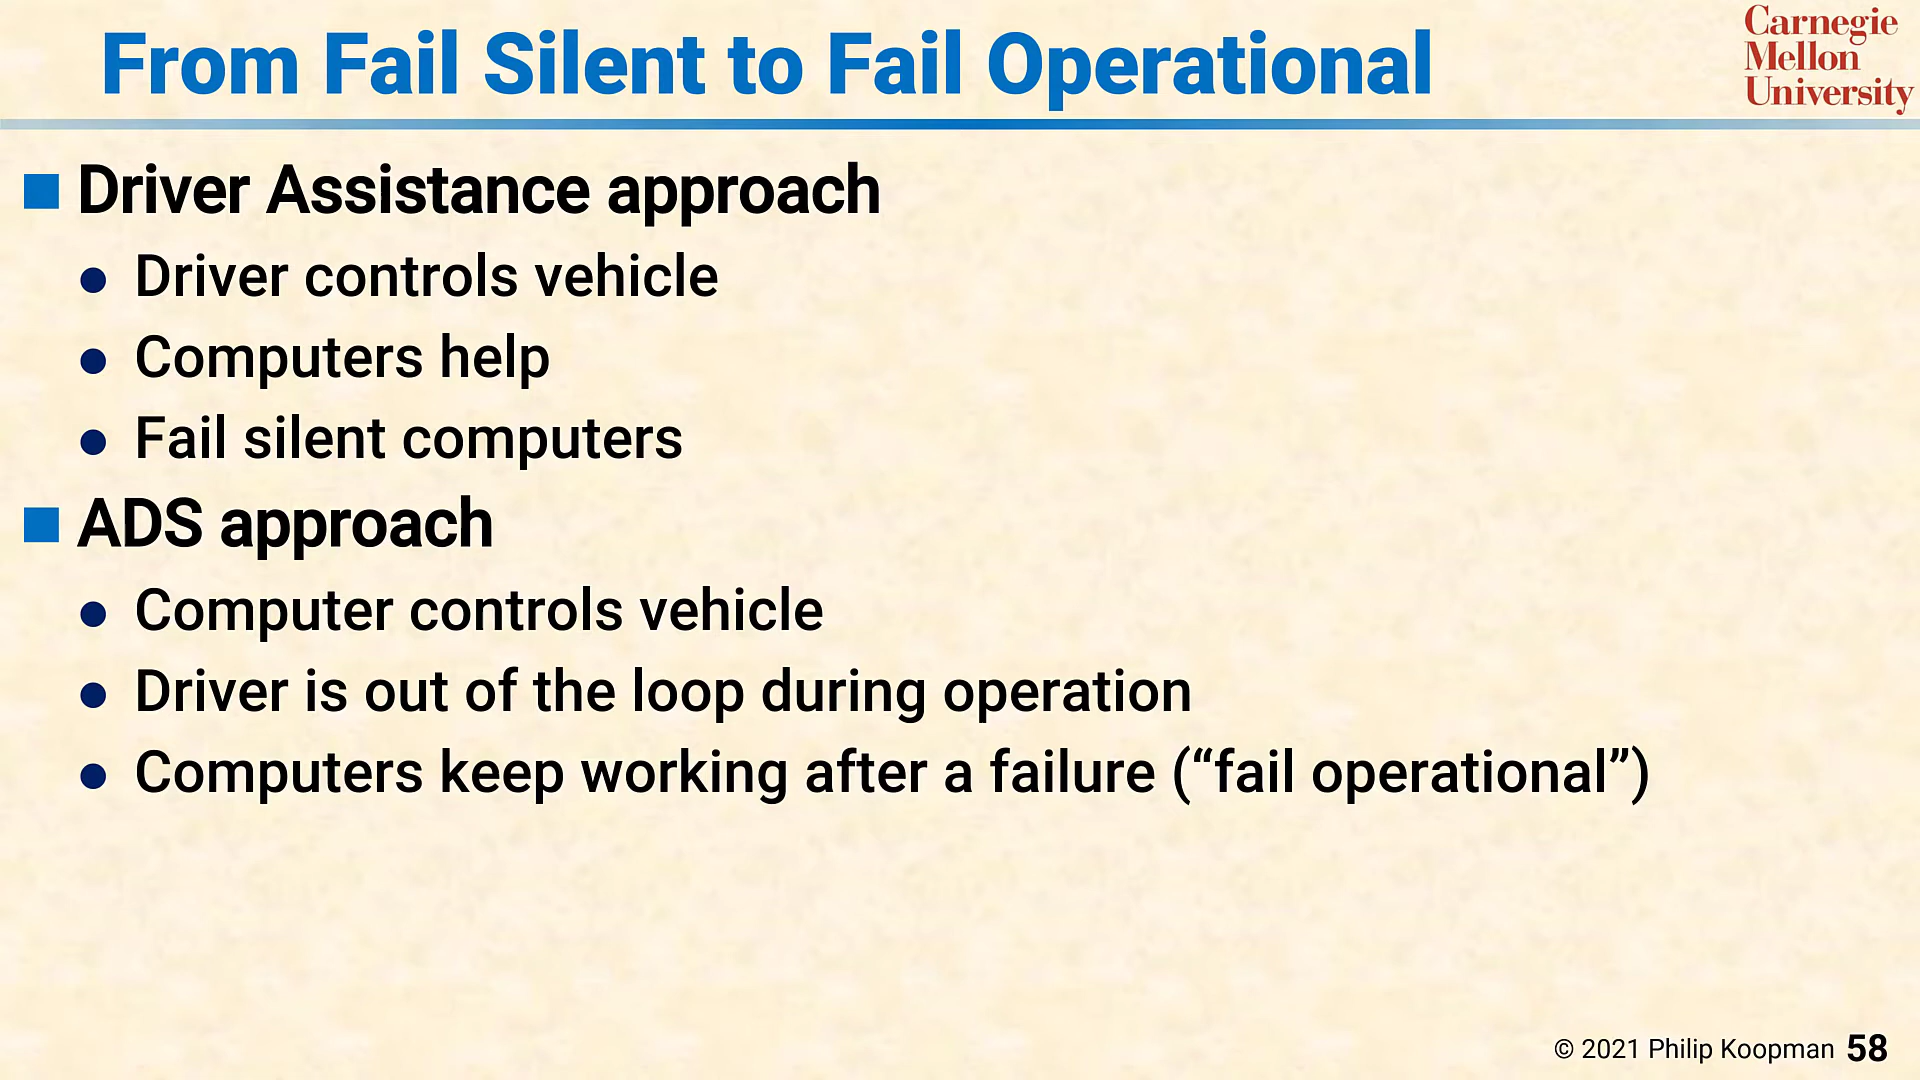 From Fail Silent to Fail Operational
Carnegie
Mellon
University
Driver Assistance approach
Driver controls vehicle
Computers help
Fail silent computers
ADS approach
Computer controls vehicle
Driver is out of the loop during operation
Computers keep working after a failure (“fail operational”)
© 2021 Philip Koopman 58